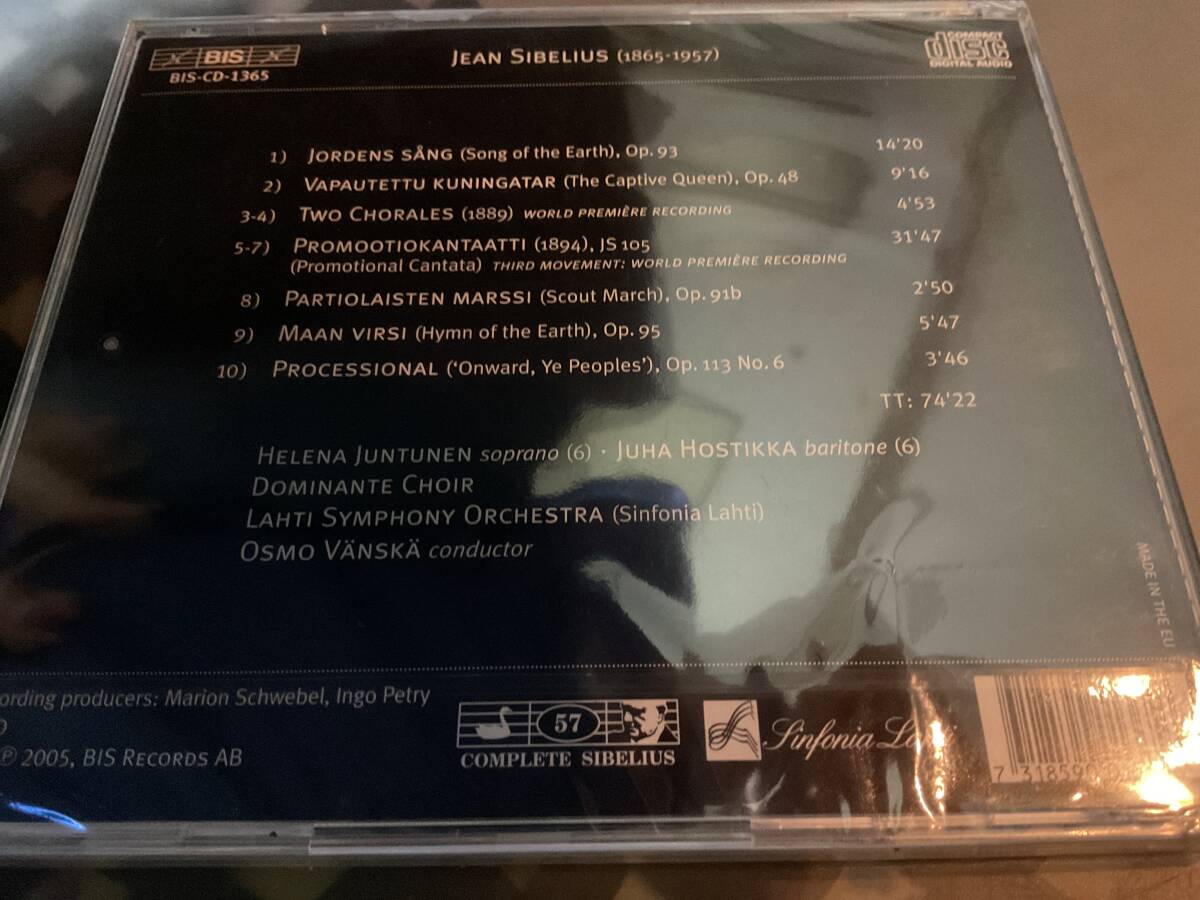 BIS
BIS-CD-1365
JEAN SIBELIUS (1865-1957)
COMPACT
disc
DIGITAL AUDIO
1) JORDENS SÅNG (Song of the Earth), Op. 93 14'20
2) VAPAUTETTU KUNINGATAR (The Captive Queen), Op. 48 9'16
3-4) TWO CHORALES (1889) WORLD PREMIÈRE RECORDING 4'53
5-7) PROMOOTIOKANTAATTI (1894), JS 105 31'47
(Promotional Cantata) THIRD MOVEMENT: WORLD PREMIÈRE RECORDING
8) PARTIOLAISTEN MARSSI (Scout March), Op. 91b 2'50
9) MAAN VIRSI (Hymn of the Earth), Op. 95 5'47
10) PROCESSIONAL ('Onward, Ye Peoples'), Op. 113 No. 6 3'46
TT: 74'22
HELENA JUNTUNEN soprano (6) · JUHA HOSTIKKA baritone (6)
DOMINANTE CHOIR
LAHTI SYMPHONY ORCHESTRA (Sinfonia Lahti)
OSMO VÄNSKÄ conductor
MADE IN THE EU
ording producers: Marion Schwebel, Ingo Petry
℗ 2005, BIS RECORDS AB
57
COMPLETE SIBELIUS
Sinfonia La
7 318590